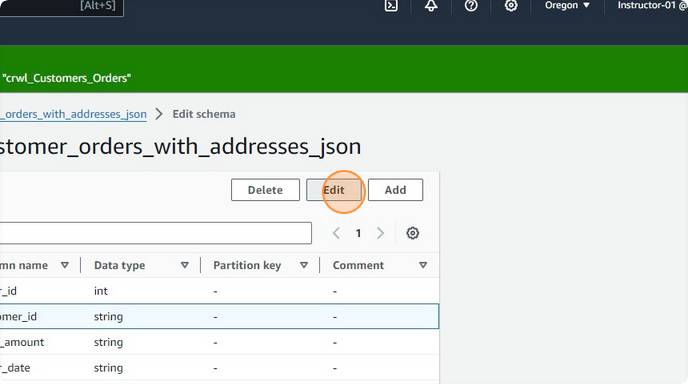 [Alt+S] Oregon ▼ Instructor-01 @
"crwl_Customers_Orders"
_orders_with_addresses_json > Edit schema
stomer_orders_with_addresses_json
Delete Edit Add
1
mn name Data type Partition key Comment
r_id int - -
omer_id string - -
_amount string - -
r_date string - -